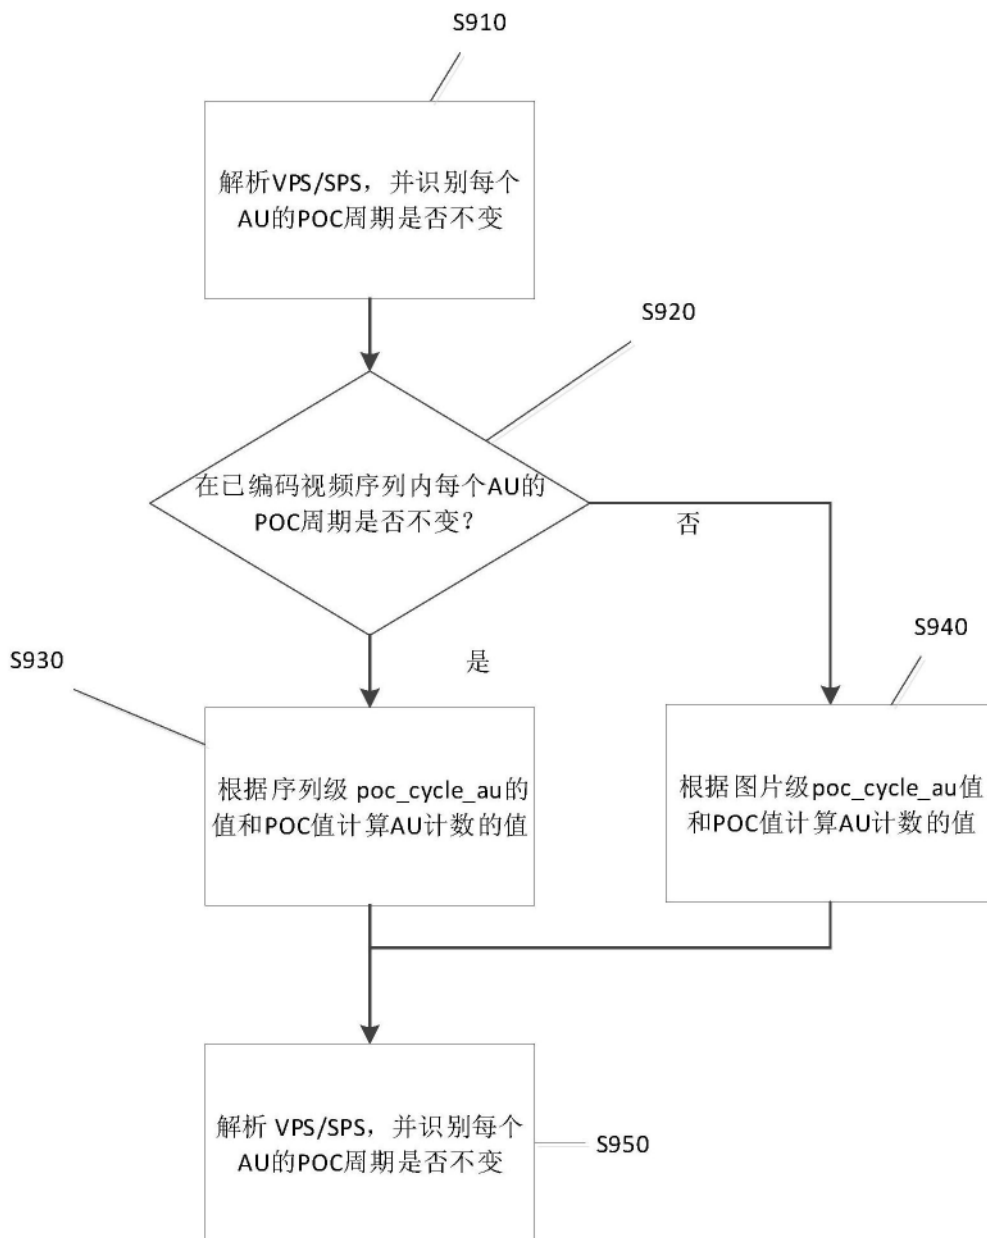 S910
解析VPS/SPS，并识别每个
AU的POC周期是否不变
S920
在已编码视频序列内每个AU的
POC周期是否不变？
否
是
S930
S940
根据序列级 poc_cycle_au的
值和POC值计算AU计数的值
根据图片级poc_cycle_au值
和POC值计算AU计数的值
解析 VPS/SPS，并识别每个
AU的POC周期是否不变
S950